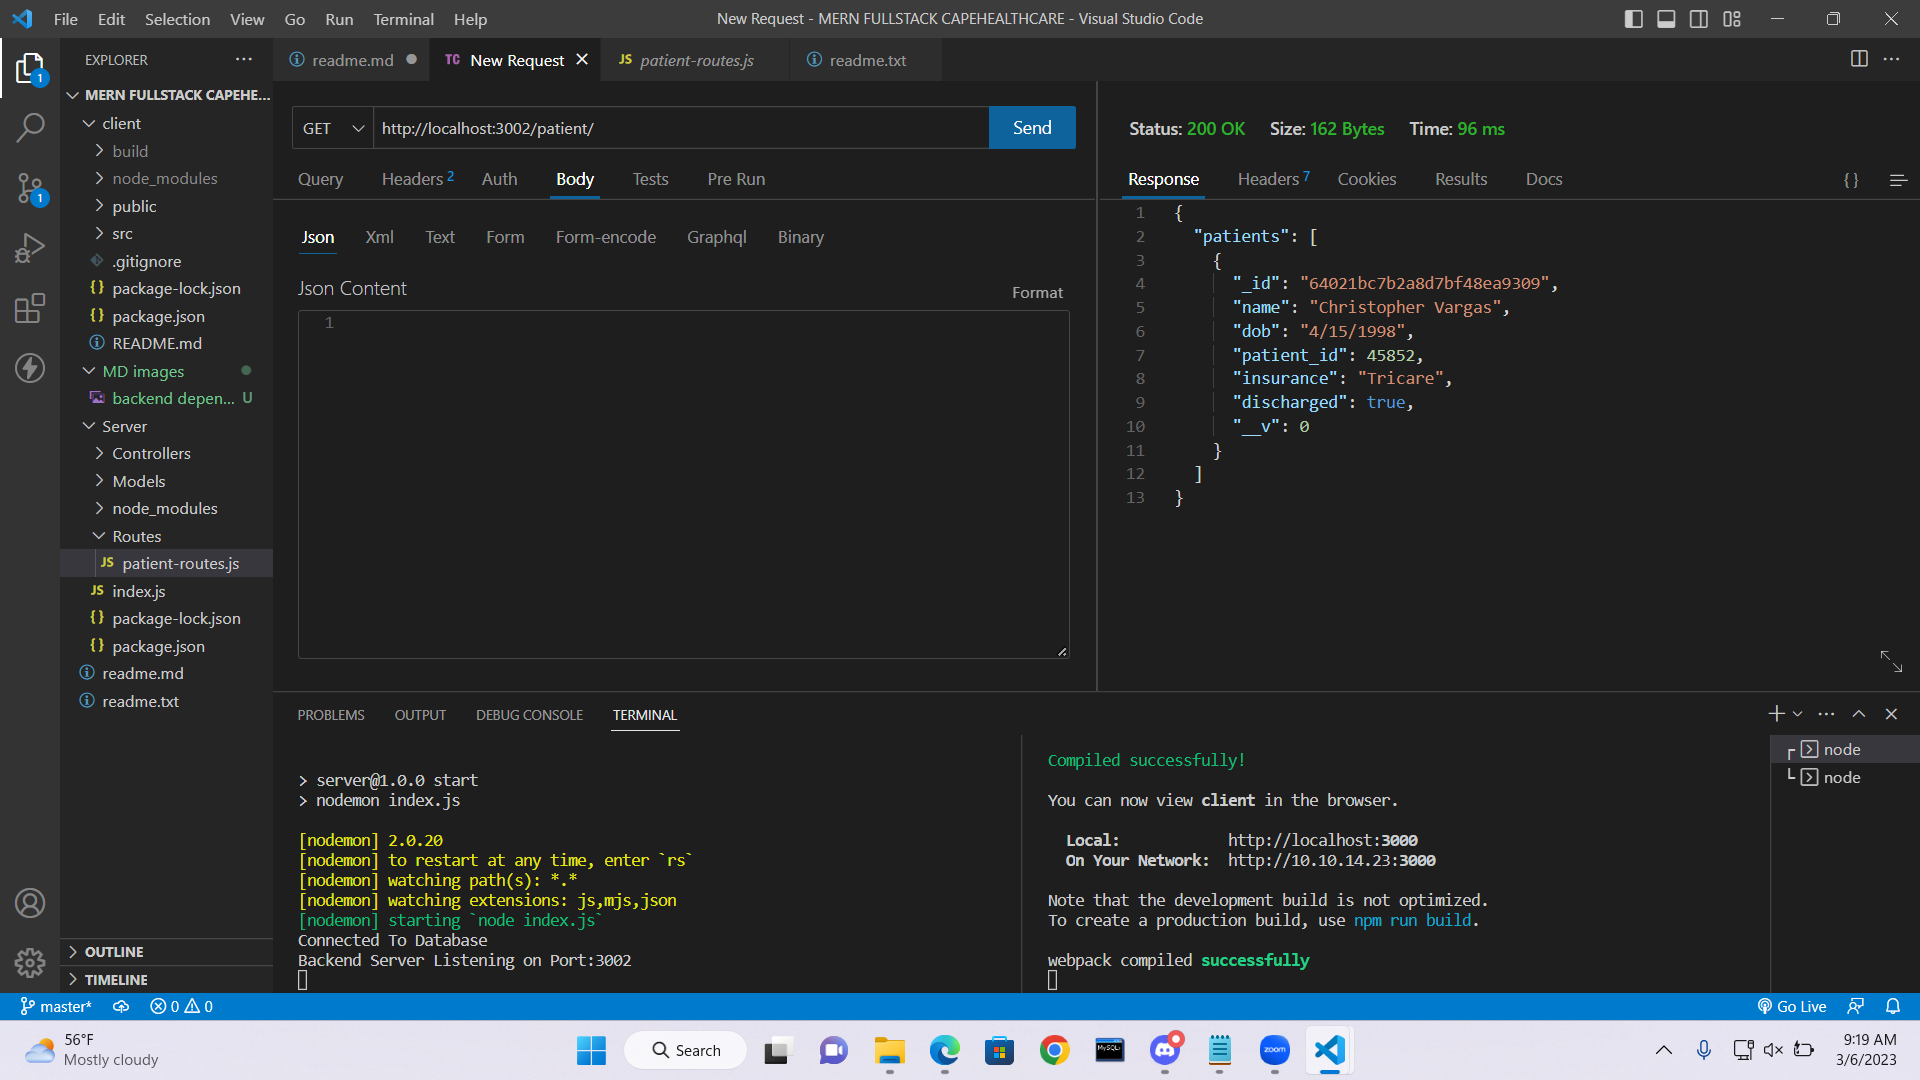 File Edit Selection View Go Run Terminal Help
New Request - MERN FULLSTACK CAPEHEALTHCARE - Visual Studio Code
EXPLORER
MERN FULLSTACK CAPEHE...
client
build
node_modules
public
src
.gitignore
{} package-lock.json
{} package.json
README.md
MD images
backend depen... U
Server
Controllers
Models
node_modules
Routes
JS patient-routes.js
JS index.js
{} package-lock.json
{} package.json
readme.md
readme.txt
OUTLINE
TIMELINE
1
1
readme.md
TC New Request
JS patient-routes.js
readme.txt
GET http://localhost:3002/patient/ Send
Query Headers 2 Auth Body Tests Pre Run
Json Xml Text Form Form-encode Graphql Binary
Json Content
Format
1
Status: 200 OK Size: 162 Bytes Time: 96 ms
Response Headers 7 Cookies Results Docs {}
1 {
2 "patients": [
3 {
4 "_id": "64021bc7b2a8d7bf48ea9309",
5 "name": "Christopher Vargas",
6 "dob": "4/15/1998",
7 "patient_id": 45852,
8 "insurance": "Tricare",
9 "discharged": true,
10 "__v": 0
11 }
12 ]
13 }
PROBLEMS OUTPUT DEBUG CONSOLE TERMINAL
> server@1.0.0 start
> nodemon index.js
[nodemon] 2.0.20
[nodemon] to restart at any time, enter `rs`
[nodemon] watching path(s): *.*
[nodemon] watching extensions: js,mjs,json
[nodemon] starting `node index.js`
Connected To Database
Backend Server Listening on Port:3002
Compiled successfully!
You can now view client in the browser.
Local: http://localhost:3000
On Your Network: http://10.10.14.23:3000
Note that the development build is not optimized.
To create a production build, use npm run build.
webpack compiled successfully
node
node
master* 0 0
Go Live
56°F
Mostly cloudy
Search
MySQL
zoom
9:19 AM
3/6/2023